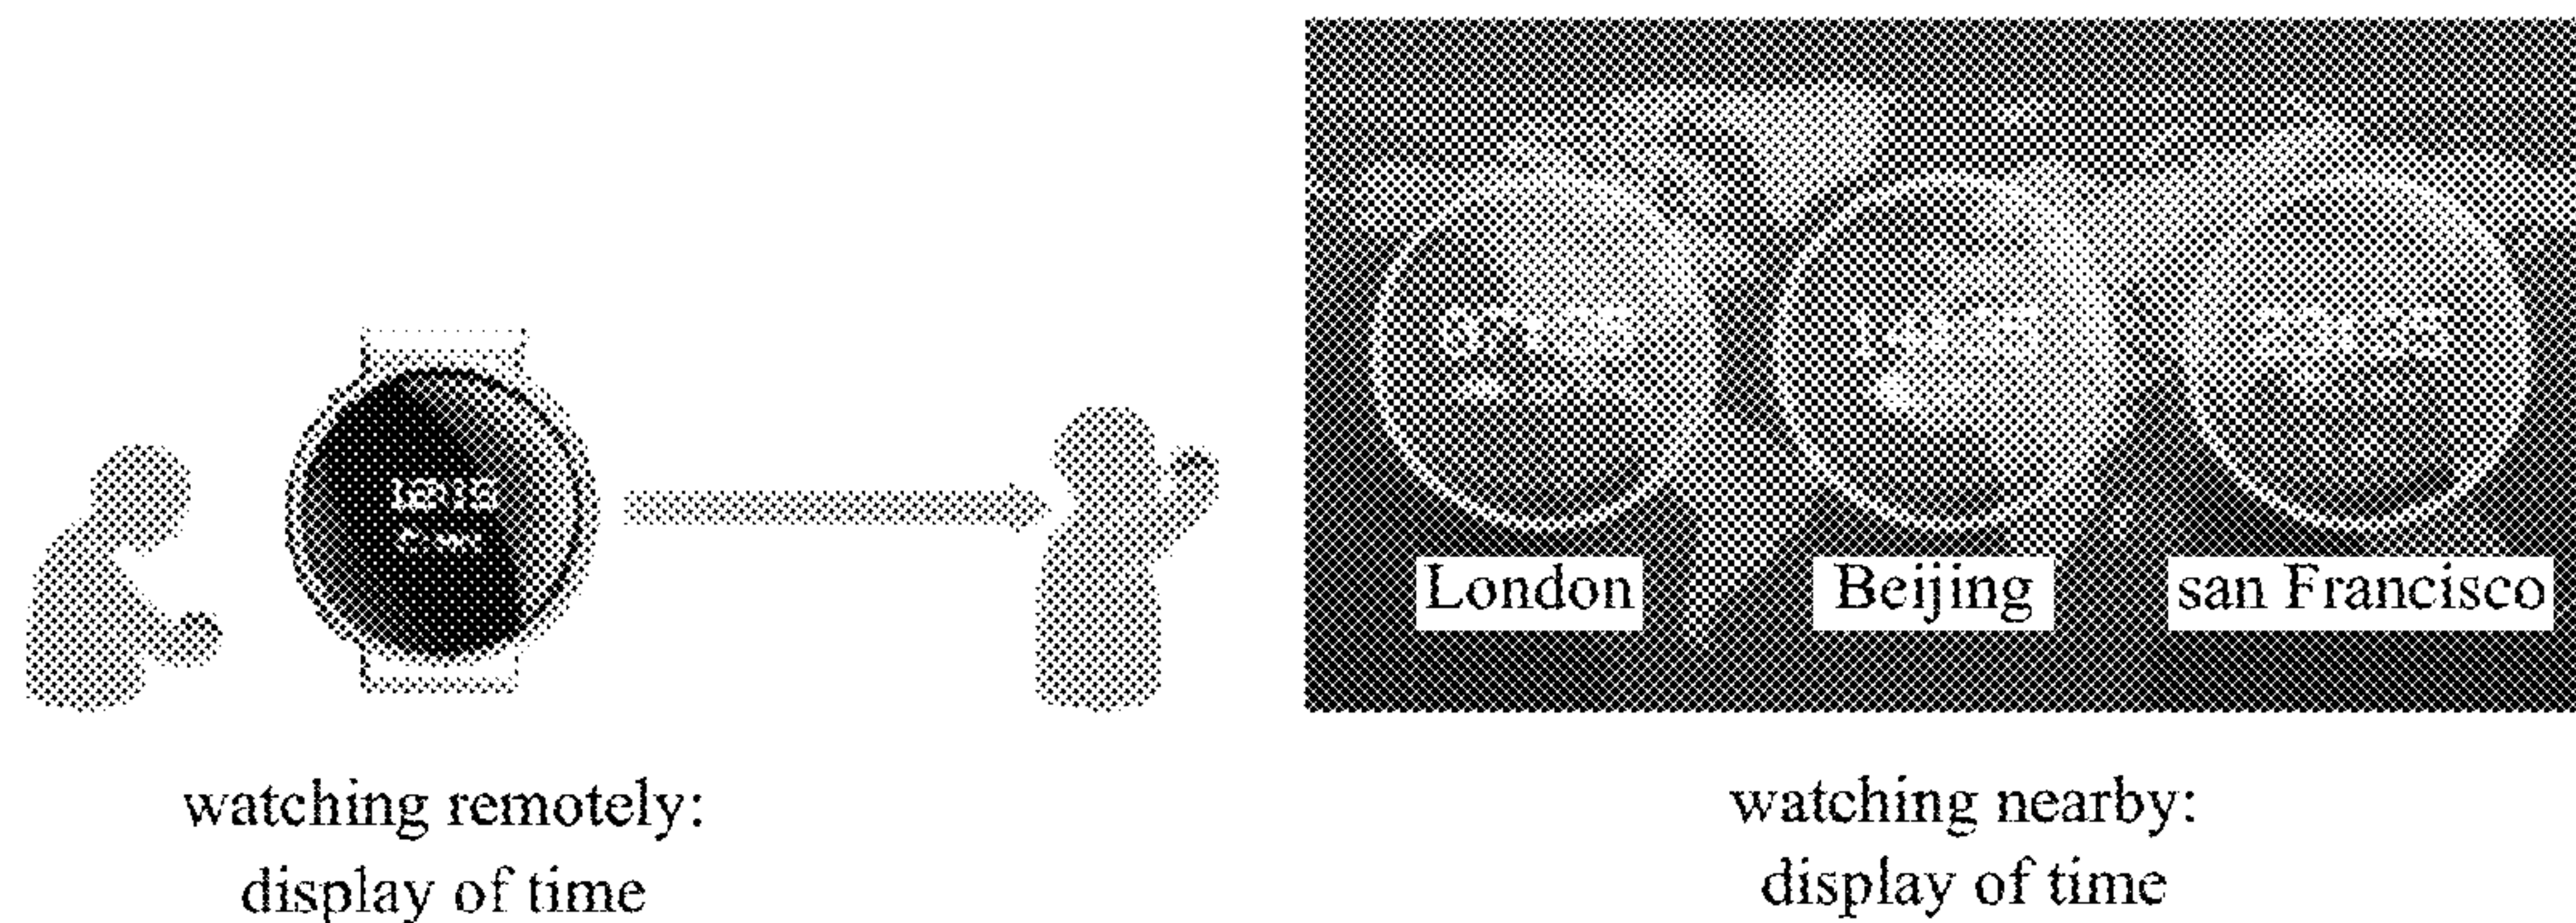 London
Beijing
san Francisco
watching remotely:
display of time
watching nearby:
display of time